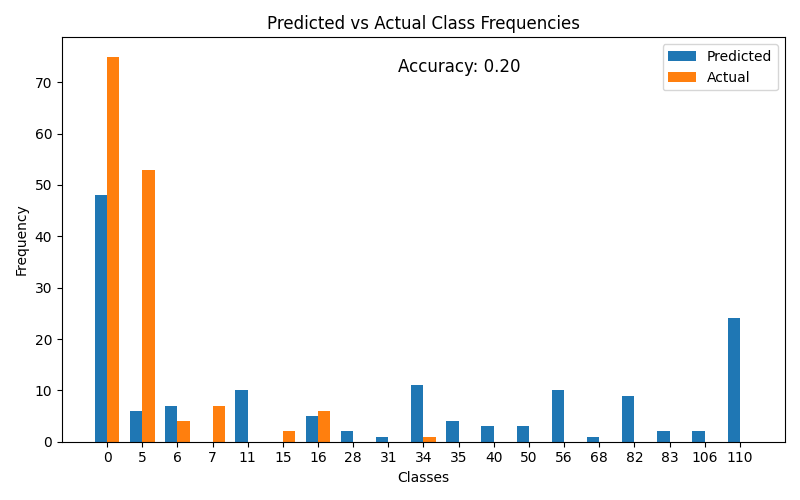 Predicted vs Actual Class Frequencies
Accuracy: 0.20
Predicted
Actual
Frequency
70
60
50
40
30
20
10
0
0 5 6 7 11 15 16 28 31 34 35 40 50 56 68 82 83 106 110
Classes